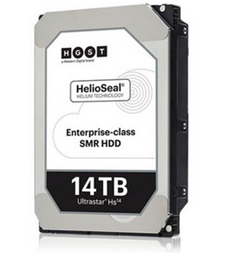 HGST
a Western Digital brand
HelioSeal®
HELIUM TECHNOLOGY
Enterprise-class
SMR HDD
14TB
Ultrastar® Hs¹⁴